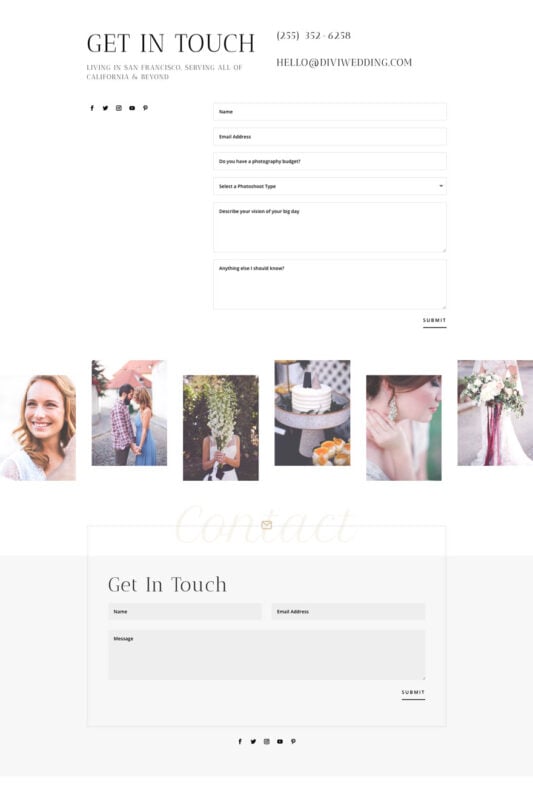 GET IN TOUCH
LIVING IN SAN FRANCISCO, SERVING ALL OF
CALIFORNIA & BEYOND
(255) 352-6258
HELLO@DIVIWEDDING.COM
Name
Email Address
Do you have a photography budget?
Select a Photoshoot Type
Describe your vision of your big day
Anything else I should know?
SUBMIT
Contact
Get In Touch
Name
Email Address
Message
SUBMIT